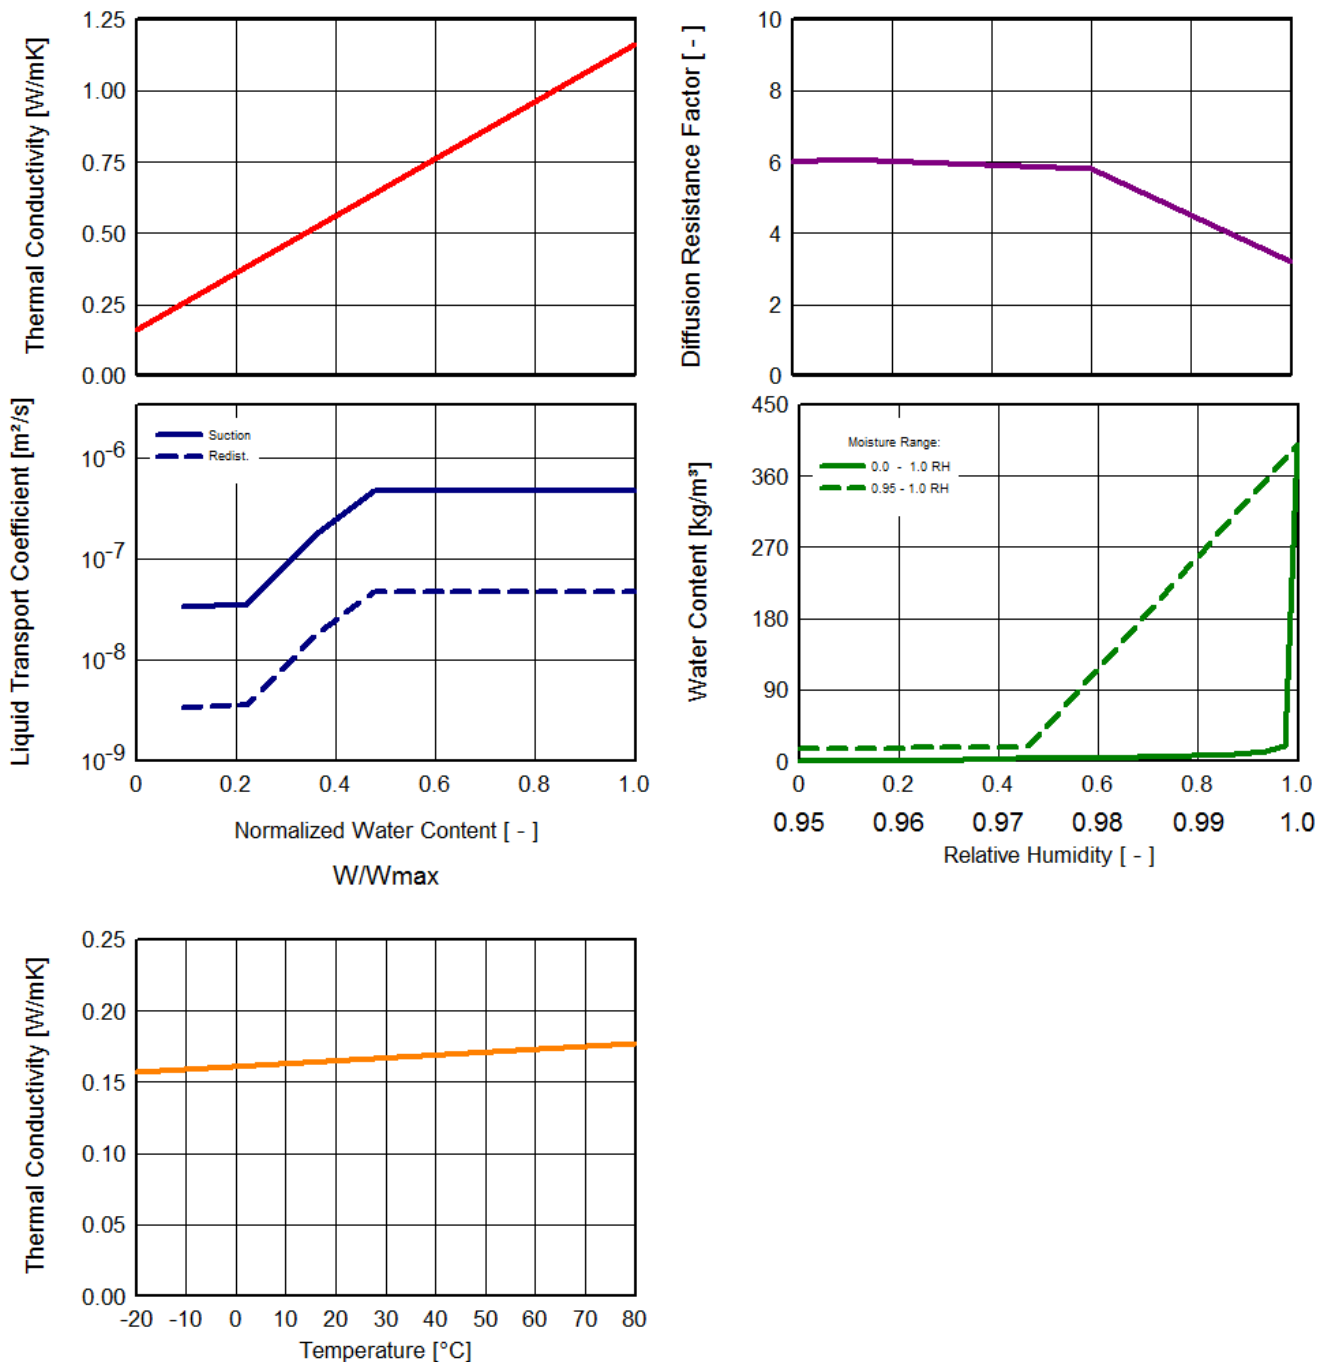 Thermal Conductivity [W/mK]
1.25
1.00
0.75
0.50
0.25
0.00
Diffusion Resistance Factor [ - ]
10
8
6
4
2
0
Liquid Transport Coefficient [m²/s]
Suction
Redist.
10⁻⁶
10⁻⁷
10⁻⁸
10⁻⁹
0 0.2 0.4 0.6 0.8 1.0
Normalized Water Content [ - ]
W/Wmax
Water Content [kg/m³]
450
360
270
180
90
0
Moisture Range:
0.0 - 1.0 RH
0.95 - 1.0 RH
0 0.2 0.4 0.6 0.8 1.0
0.95 0.96 0.97 0.98 0.99 1.0
Relative Humidity [ - ]
Thermal Conductivity [W/mK]
0.25
0.20
0.15
0.10
0.05
0.00
-20 -10 0 10 20 30 40 50 60 70 80
Temperature [°C]